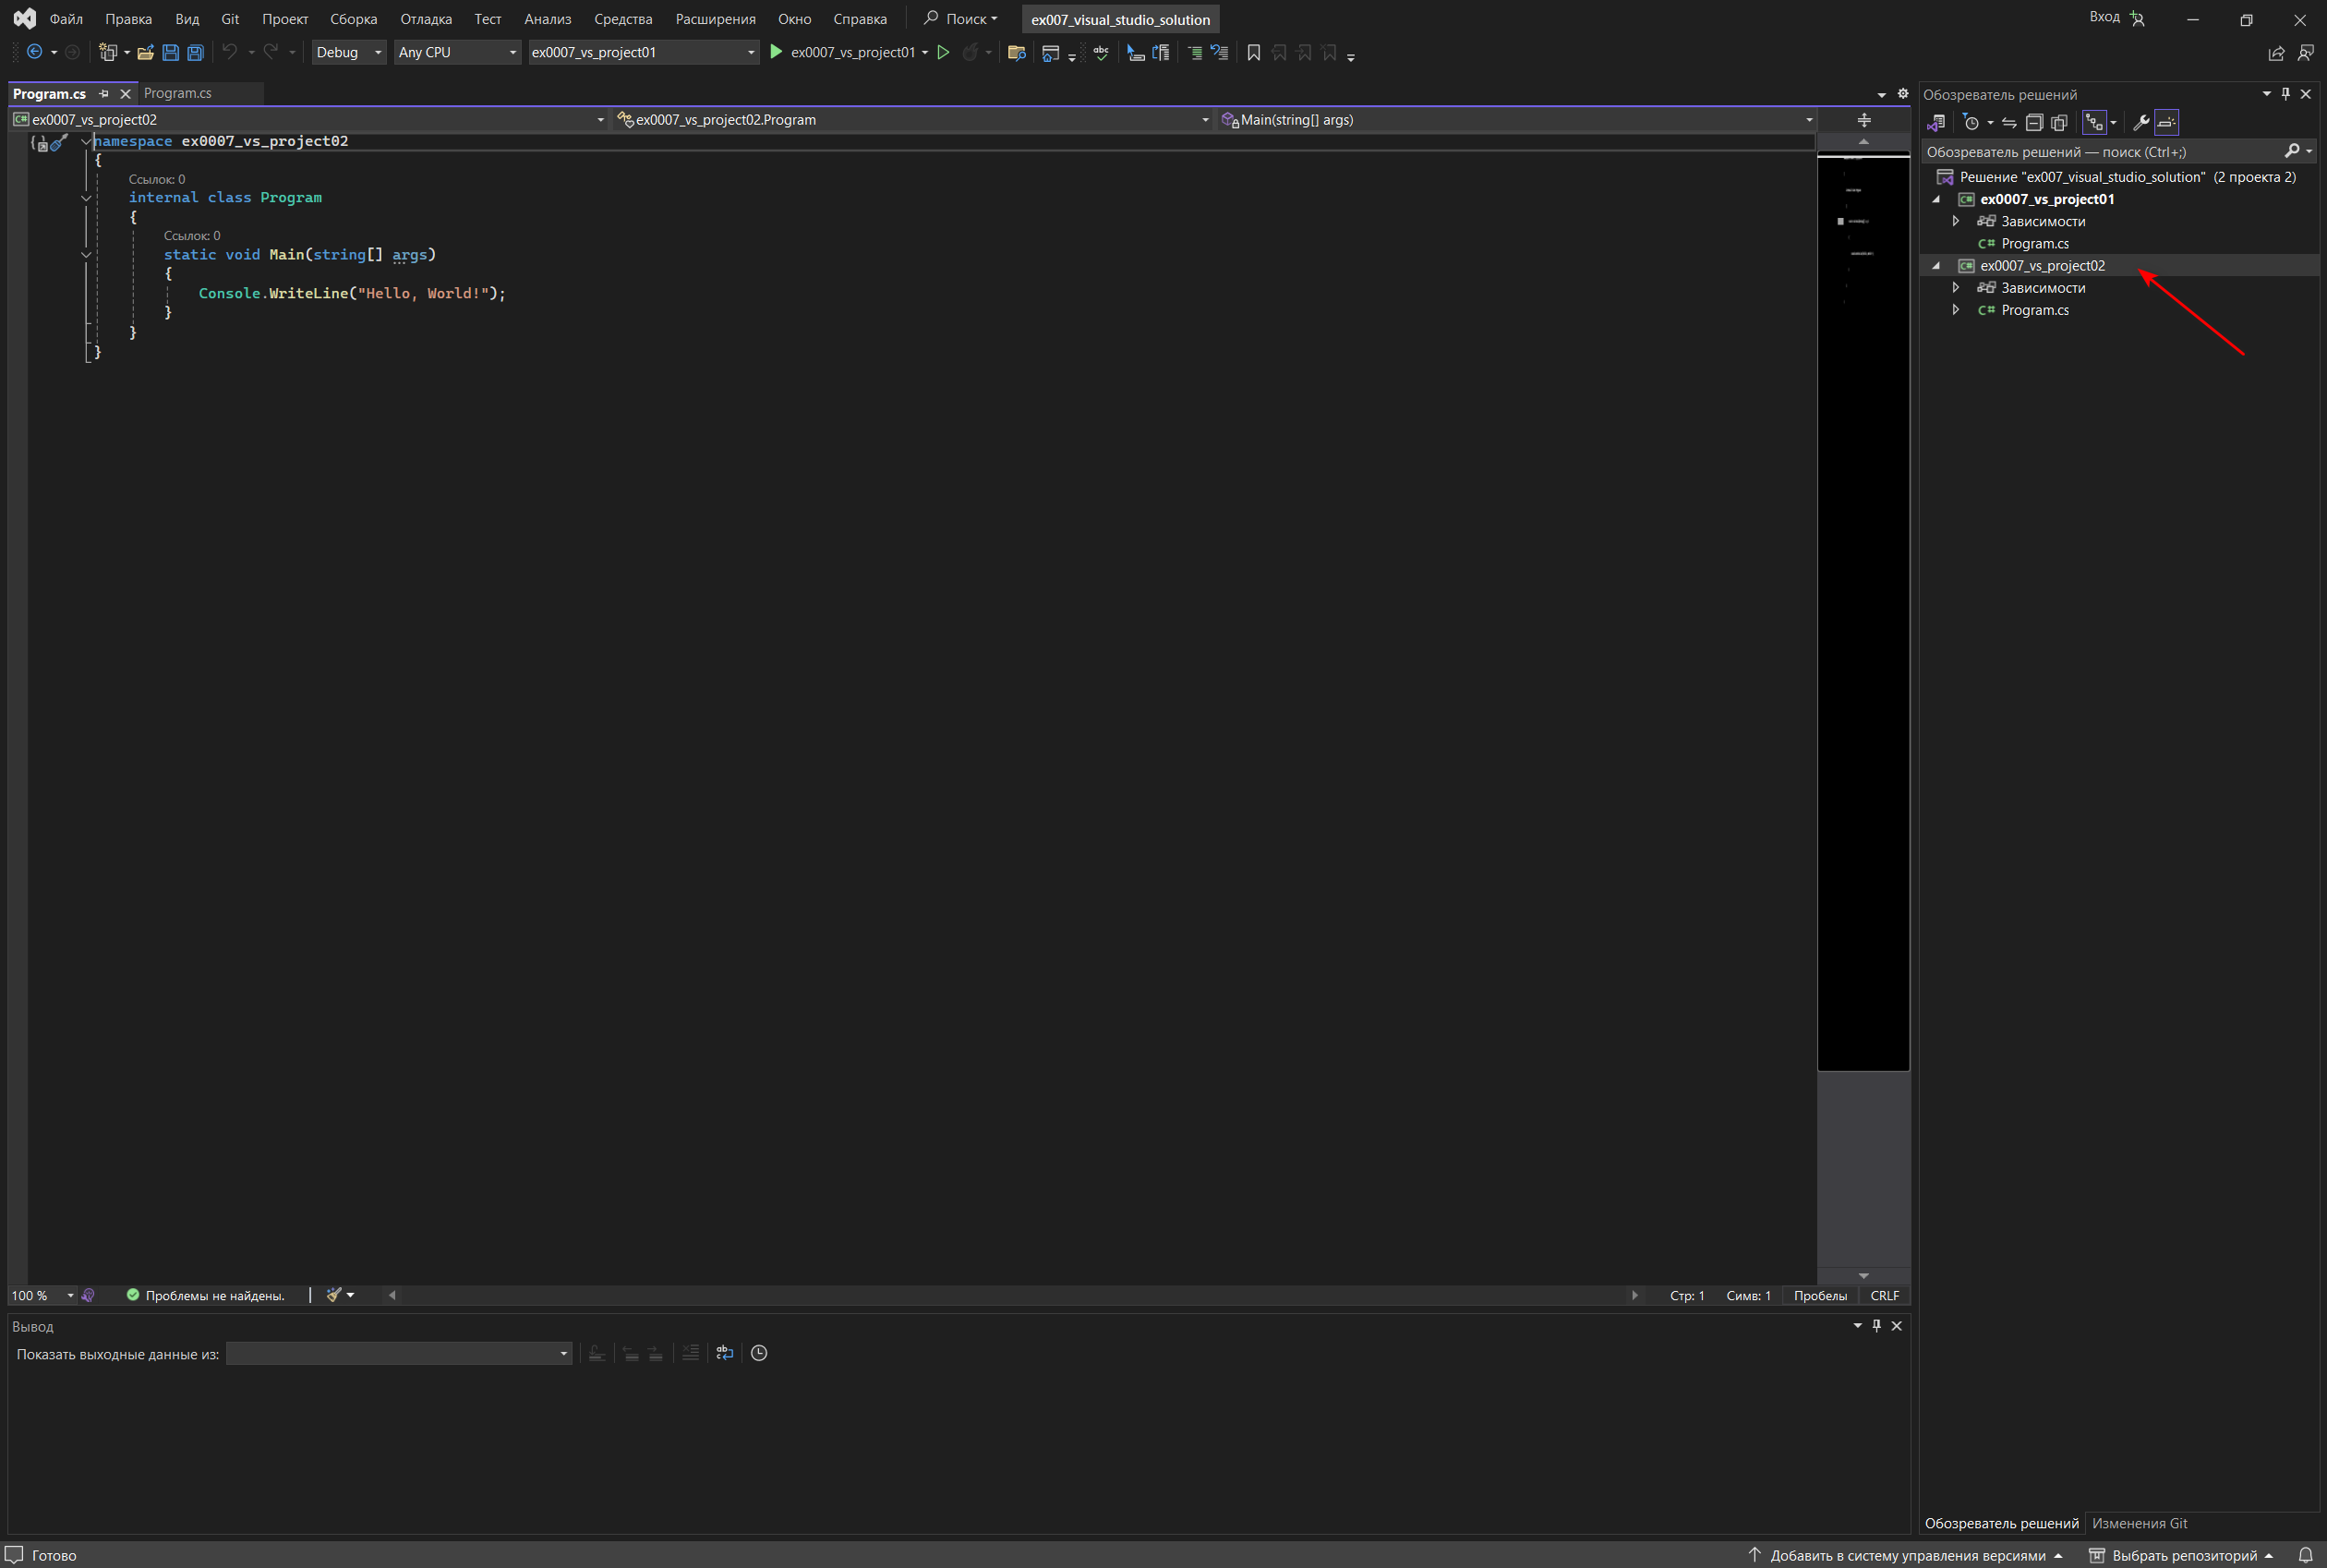 Файл Правка Вид Git Проект Сборка Отладка Тест Анализ Средства Расширения Окно Справка Поиск ex007_visual_studio_solution Вход
Debug Any CPU ex0007_vs_project01 ex0007_vs_project01
Program.cs Program.cs
ex0007_vs_project02 ex0007_vs_project02.Program Main(string[] args)
namespace ex0007_vs_project02
{
Ссылок: 0
internal class Program
{
Ссылок: 0
static void Main(string[] args)
{
Console.WriteLine("Hello, World!");
}
}
}
100 % Проблемы не найдены. Стр: 1 Симв: 1 Пробелы CRLF
Вывод
Показать выходные данные из:
Обозреватель решений
Обозреватель решений — поиск (Ctrl+;)
Решение "ex007_visual_studio_solution" (2 проекта 2)
ex0007_vs_project01
Зависимости
C# Program.cs
ex0007_vs_project02
Зависимости
C# Program.cs
Обозреватель решений Изменения Git
Готово Добавить в систему управления версиями Выбрать репозиторий